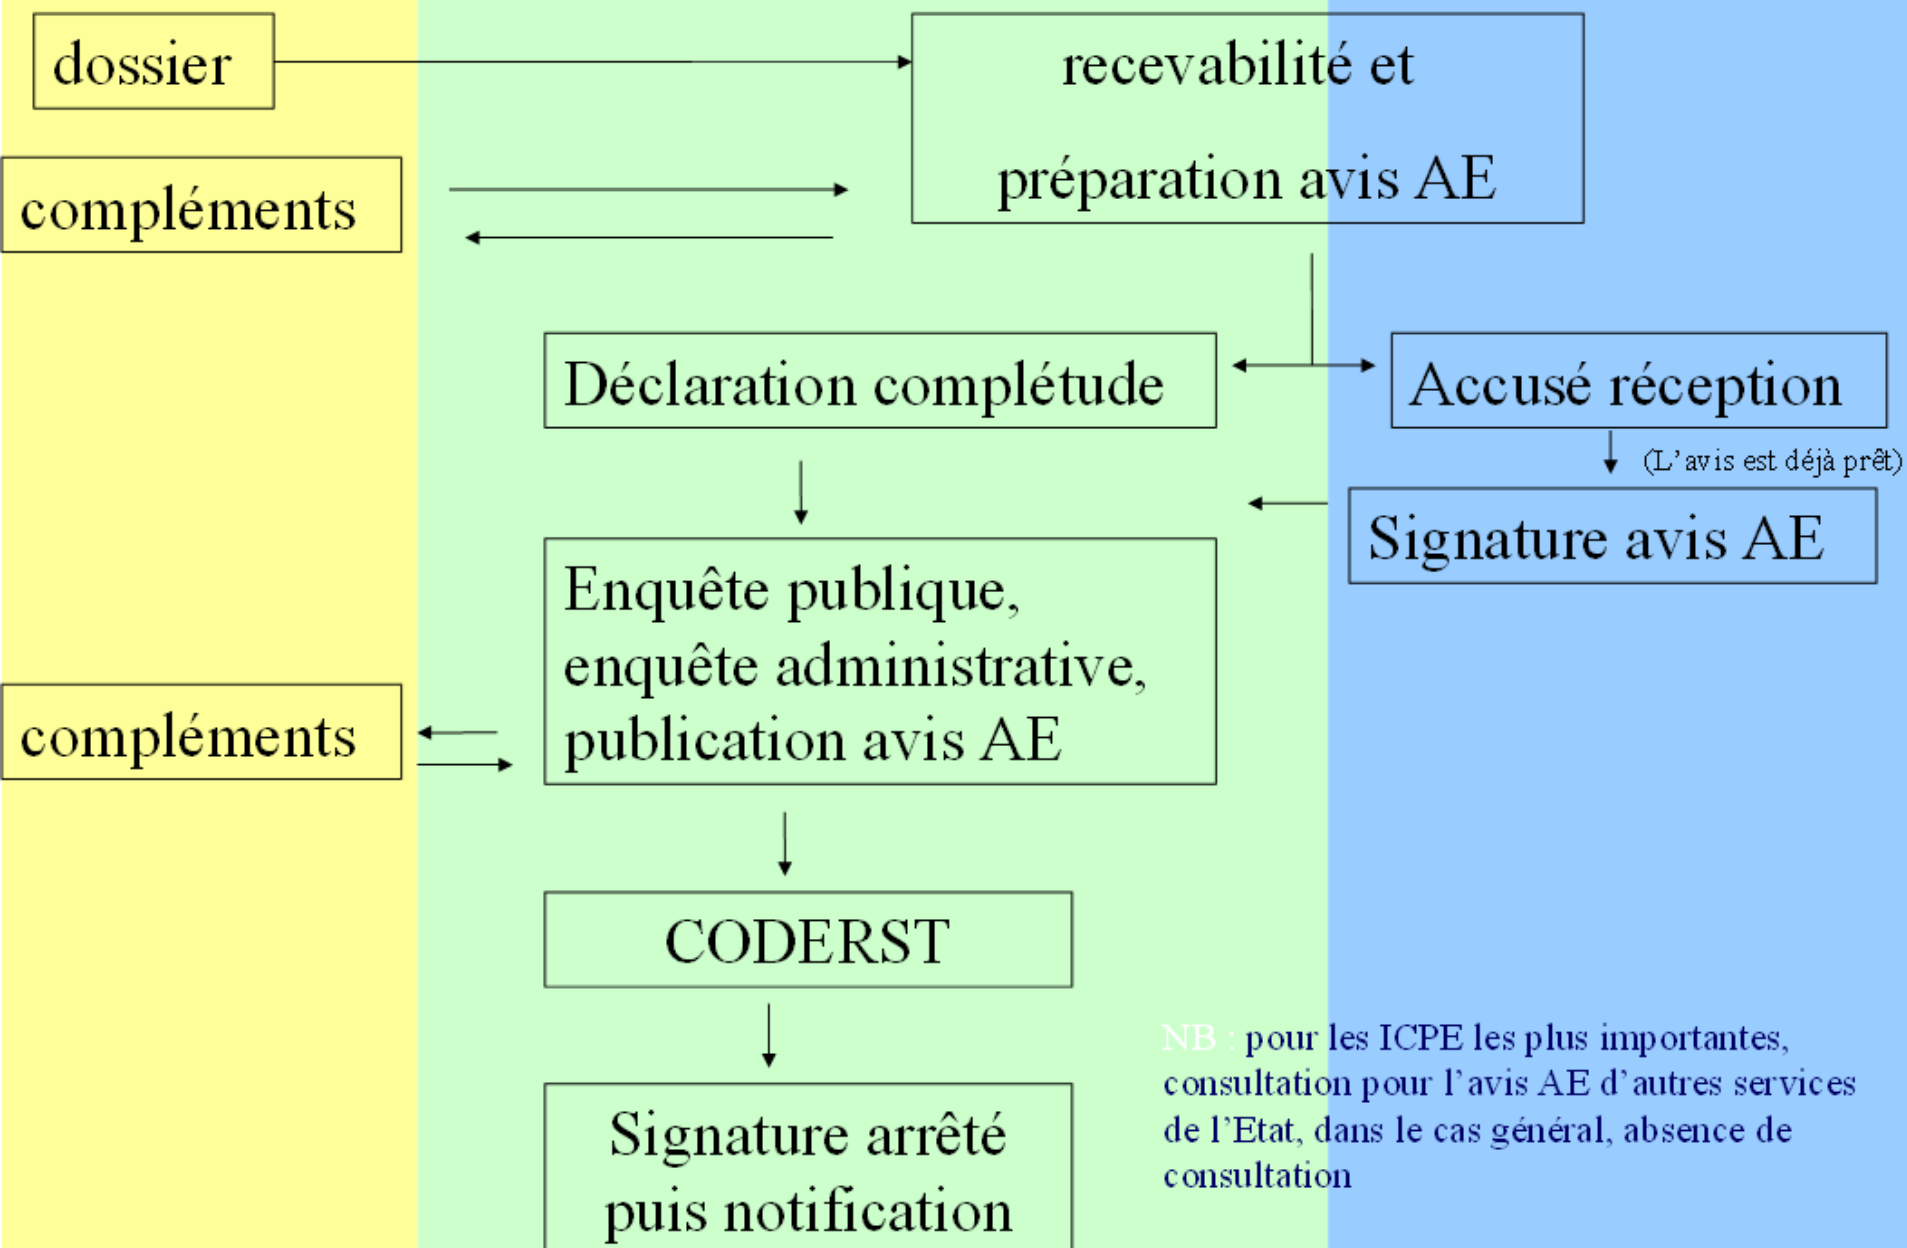 dossier
recevabilité et
préparation avis AE
compléments
Déclaration complétude
Accusé réception
(L’avis est déjà prêt)
Signature avis AE
Enquête publique,
enquête administrative,
publication avis AE
compléments
CODERST
NB : pour les ICPE les plus importantes,
consultation pour l’avis AE d’autres services
de l’Etat, dans le cas général, absence de
consultation
Signature arrêté
puis notification